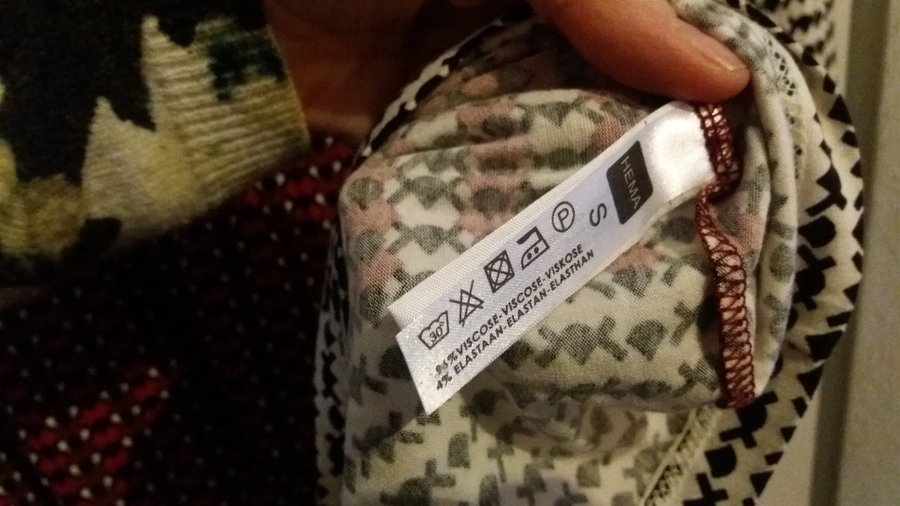 HEMA
S
P
30°
96% VISCOSE-VISCOSE-VISKOSE
4% ELASTAAN-ELASTAN-ELASTHAN